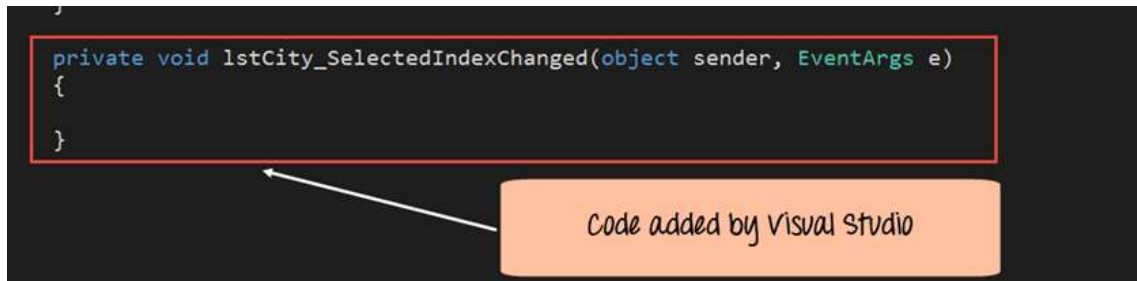 }
private void lstCity_SelectedIndexChanged(object sender, EventArgs e)
{
}
Code added by Visual Studio